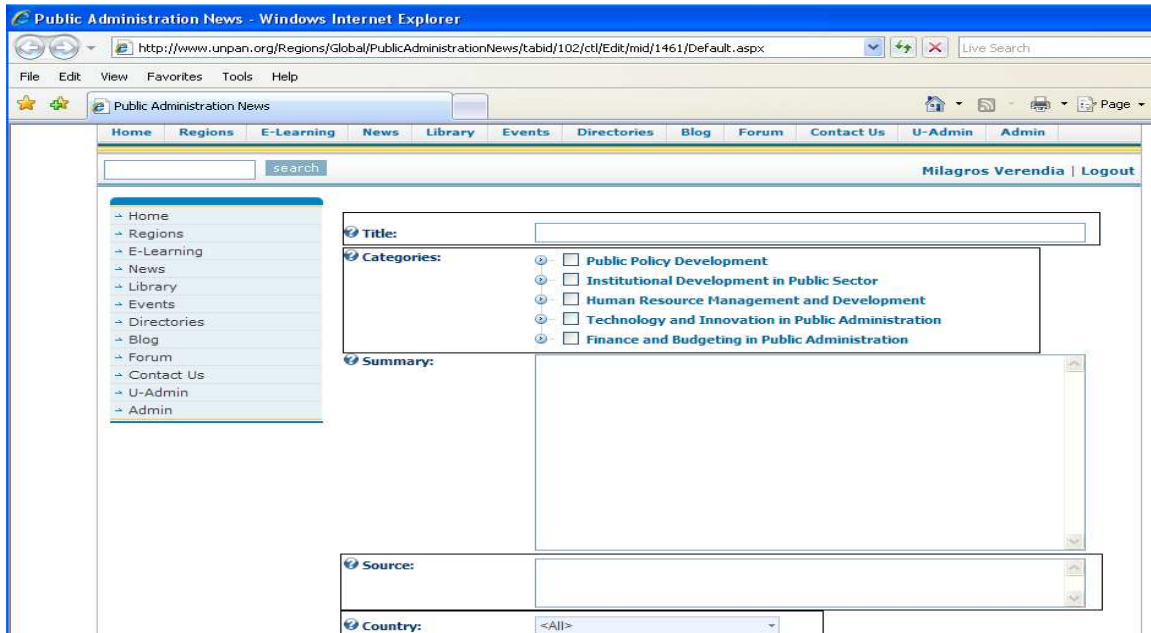 Public Administration News - Windows Internet Explorer
http://www.unpan.org/Regions/Global/PublicAdministrationNews/tabid/102/ctl/Edit/mid/1461/Default.aspx Live Search
File Edit View Favorites Tools Help
Public Administration News Page
Home Regions E-Learning News Library Events Directories Blog Forum Contact Us U-Admin Admin
search Milagros Verendia | Logout
Home
Regions
E-Learning
News
Library
Events
Directories
Blog
Forum
Contact Us
U-Admin
Admin
Title:
Categories:
Public Policy Development
Institutional Development in Public Sector
Human Resource Management and Development
Technology and Innovation in Public Administration
Finance and Budgeting in Public Administration
Summary:
Source:
Country: <All>